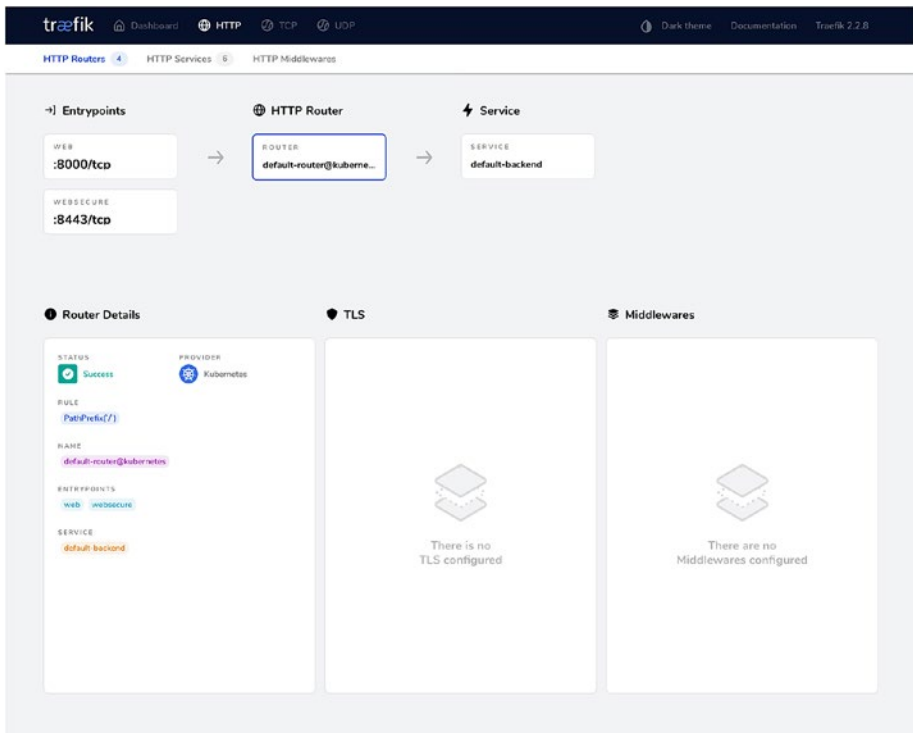 træfik Dashboard HTTP TCP UDP Dark theme Documentation Traefik 2.2.8
HTTP Routers 4 HTTP Services 6 HTTP Middlewares
Entrypoints HTTP Router Service
WEB
:8000/tcp
ROUTER
default-router@kuberne...
SERVICE
default-backend
WEBSECURE
:8443/tcp
Router Details TLS Middlewares
STATUS PROVIDER
Success Kubernetes
RULE
PathPrefix(`/`)
NAME
default-router@kubernetes
ENTRYPOINTS
web websecure
SERVICE
default-backend
There is no
TLS configured
There are no
Middlewares configured